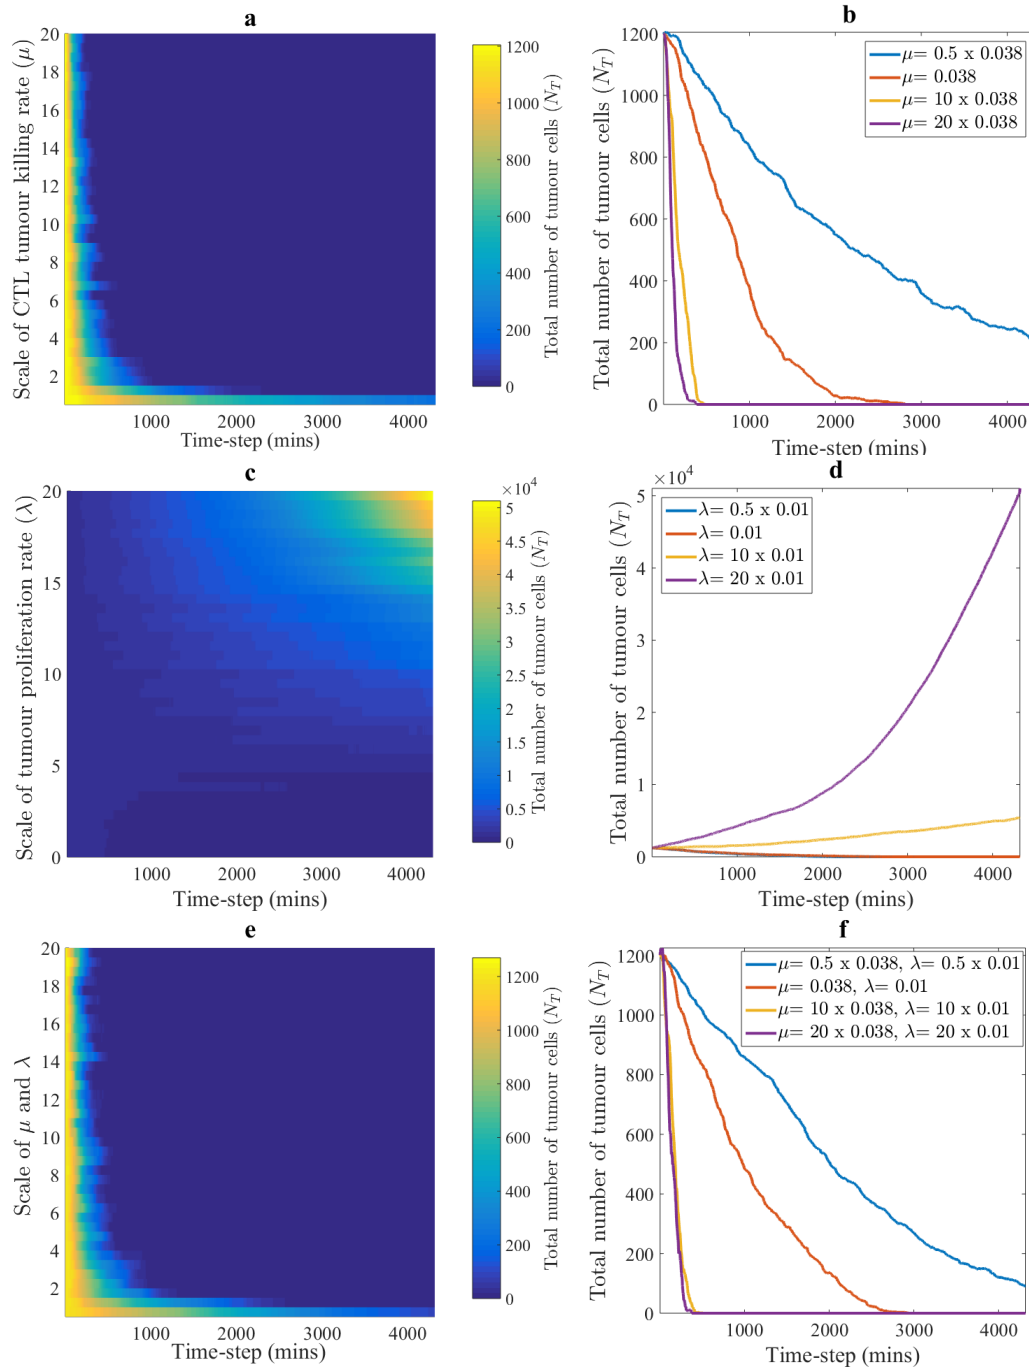 a
Scale of CTL tumour killing rate (μ)
20
18
16
14
12
10
8
6
4
2
1000 2000 3000 4000
Time-step (mins)
1200
1000
800
600
400
200
0
Total number of tumour cells (N_T)
b
Total number of tumour cells (N_T)
1200
1000
800
600
400
200
0
1000 2000 3000 4000
Time-step (mins)
μ= 0.5 x 0.038
μ= 0.038
μ= 10 x 0.038
μ= 20 x 0.038
c
Scale of tumour proliferation rate (λ)
20
15
10
5
0
1000 2000 3000 4000
Time-step (mins)
×10⁴
5
4.5
4
3.5
3
2.5
2
1.5
1
0.5
0
Total number of tumour cells (N_T)
d
×10⁴
Total number of tumour cells (N_T)
5
4
3
2
1
0
1000 2000 3000 4000
Time-step (mins)
λ= 0.5 x 0.01
λ= 0.01
λ= 10 x 0.01
λ= 20 x 0.01
e
Scale of μ and λ
20
18
16
14
12
10
8
6
4
2
1000 2000 3000 4000
Time-step (mins)
1200
1000
800
600
400
200
0
Total number of tumour cells (N_T)
f
Total number of tumour cells (N_T)
1200
1000
800
600
400
200
0
1000 2000 3000 4000
Time-step (mins)
μ= 0.5 x 0.038, λ= 0.5 x 0.01
μ= 0.038, λ= 0.01
μ= 10 x 0.038, λ= 10 x 0.01
μ= 20 x 0.038, λ= 20 x 0.01